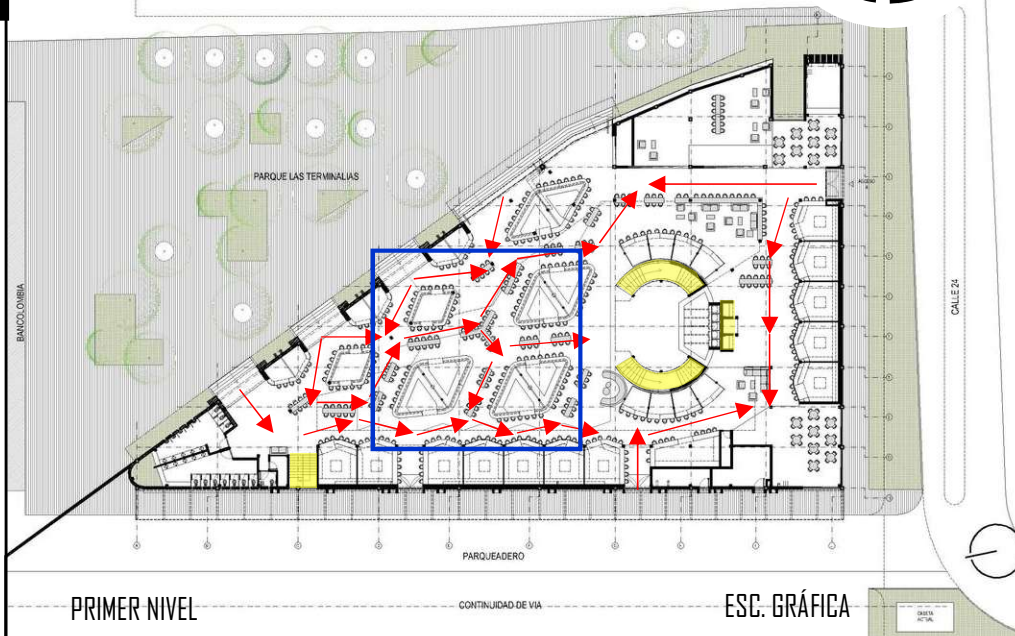 PARQUE LAS TERMINALIAS
BANCOLOMBIA
CALLE 24
PARQUEADERO
CONTINUIDAD DE VIA
PRIMER NIVEL
ESC. GRÁFICA